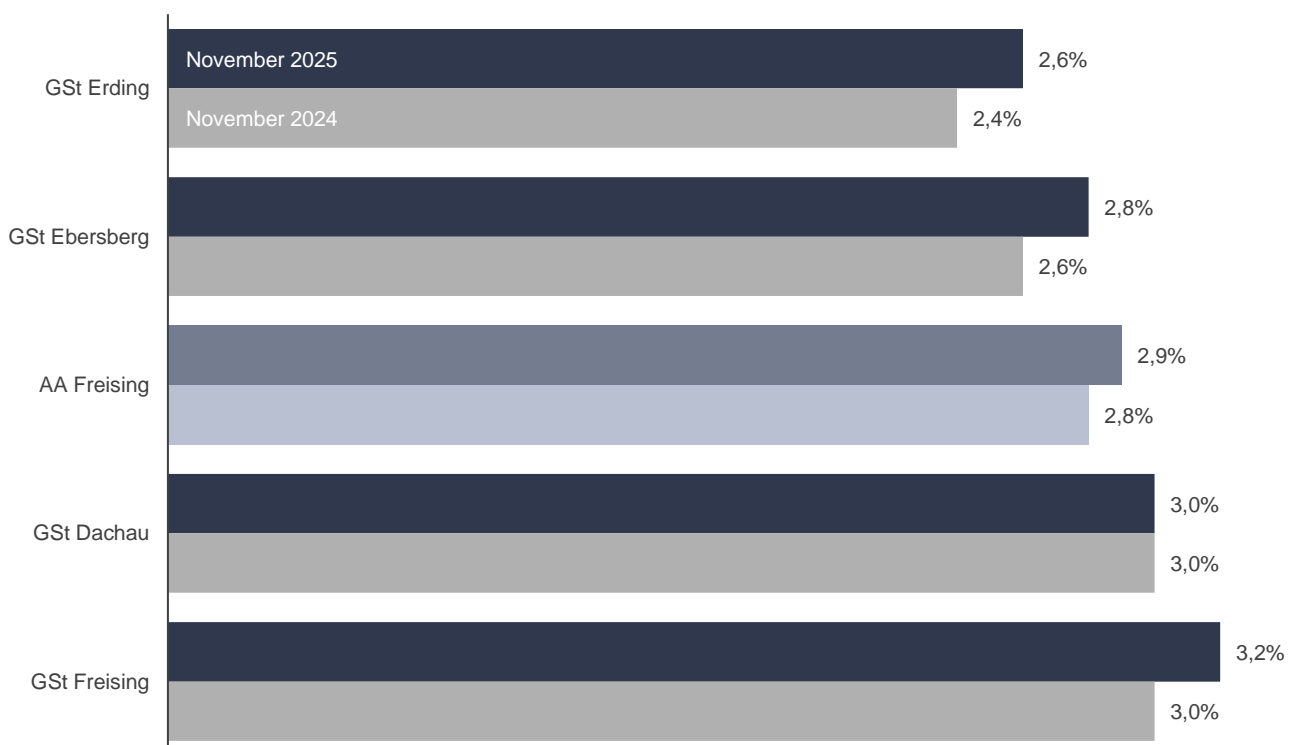 November 2025
2,6%
GSt Erding
November 2024
2,4%
2,8%
GSt Ebersberg
2,6%
2,9%
AA Freising
2,8%
3,0%
GSt Dachau
3,0%
3,2%
GSt Freising
3,0%